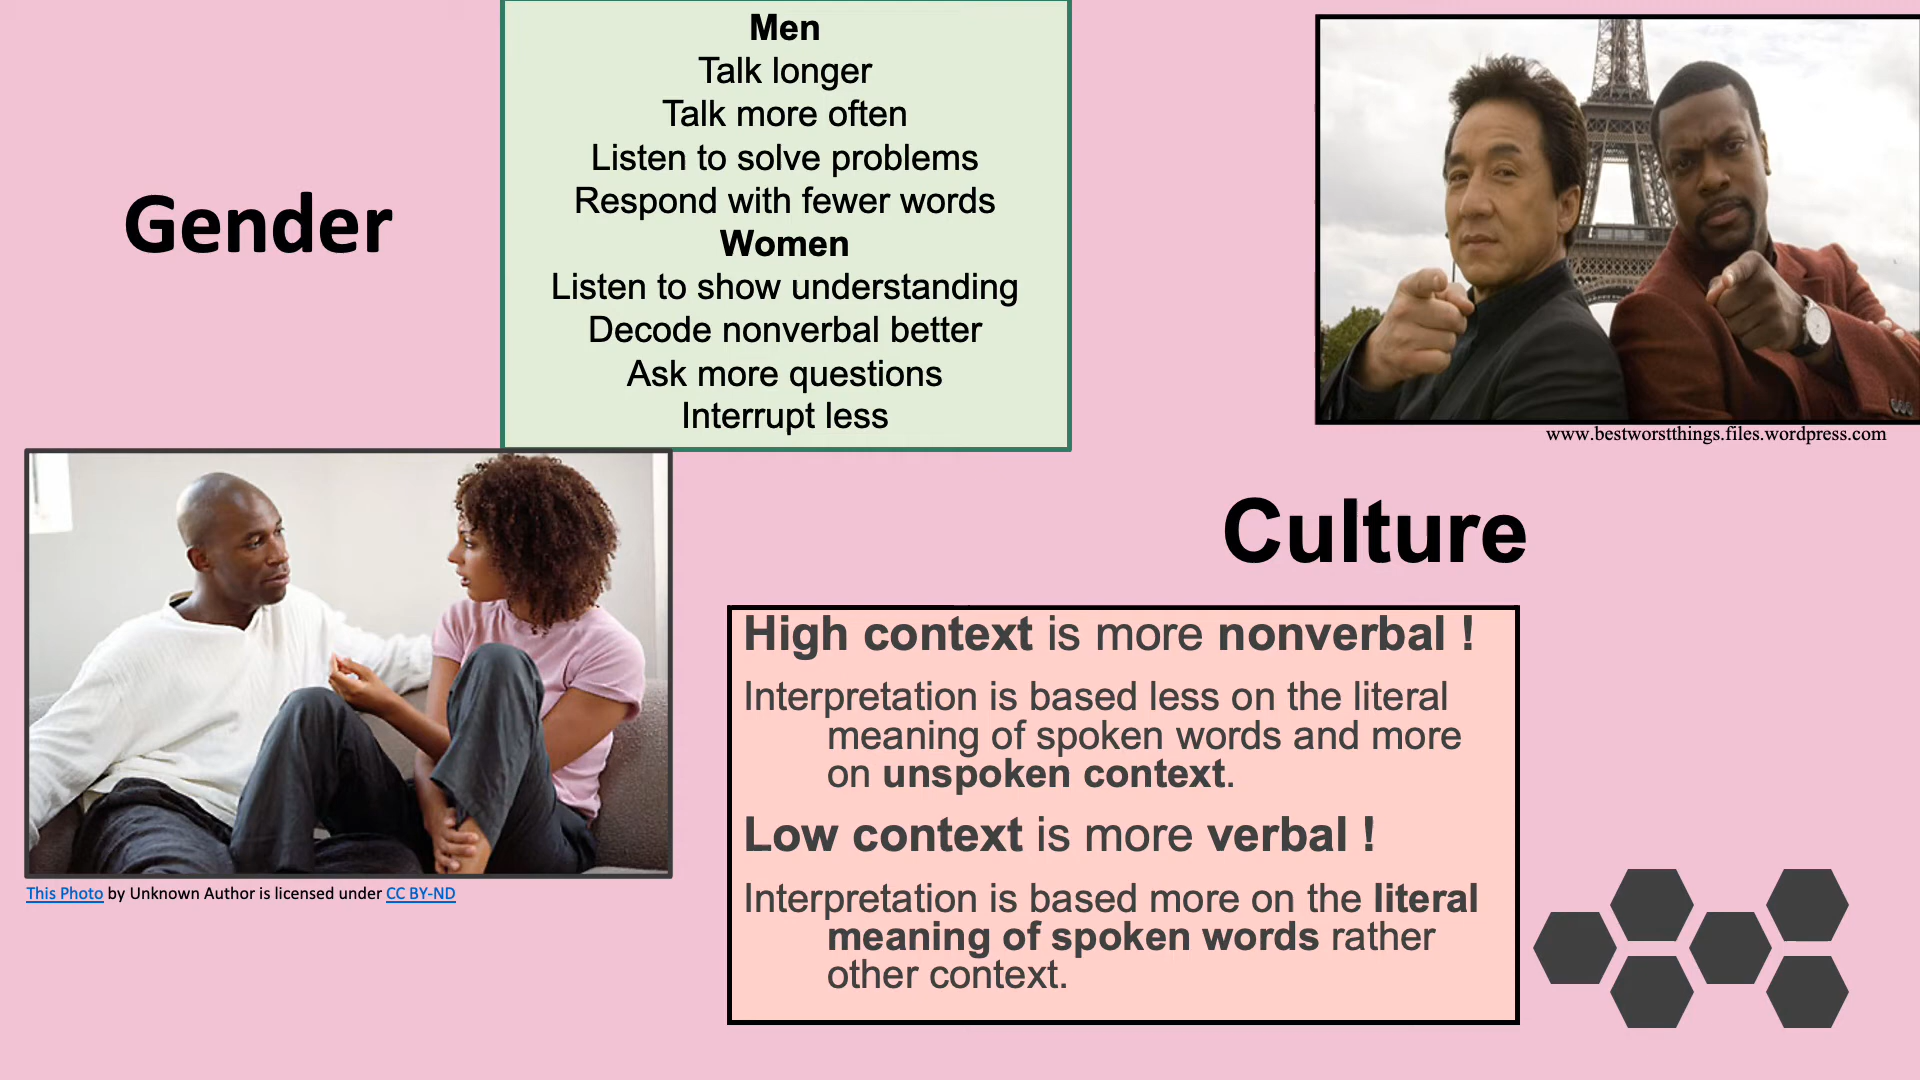 Gender
Men
Talk longer
Talk more often
Listen to solve problems
Respond with fewer words
Women
Listen to show understanding
Decode nonverbal better
Ask more questions
Interrupt less
www.bestworstthings.files.wordpress.com
This Photo by Unknown Author is licensed under CC BY-ND
Culture
High context is more nonverbal !
Interpretation is based less on the literal
meaning of spoken words and more
on unspoken context.
Low context is more verbal !
Interpretation is based more on the literal
meaning of spoken words rather
other context.